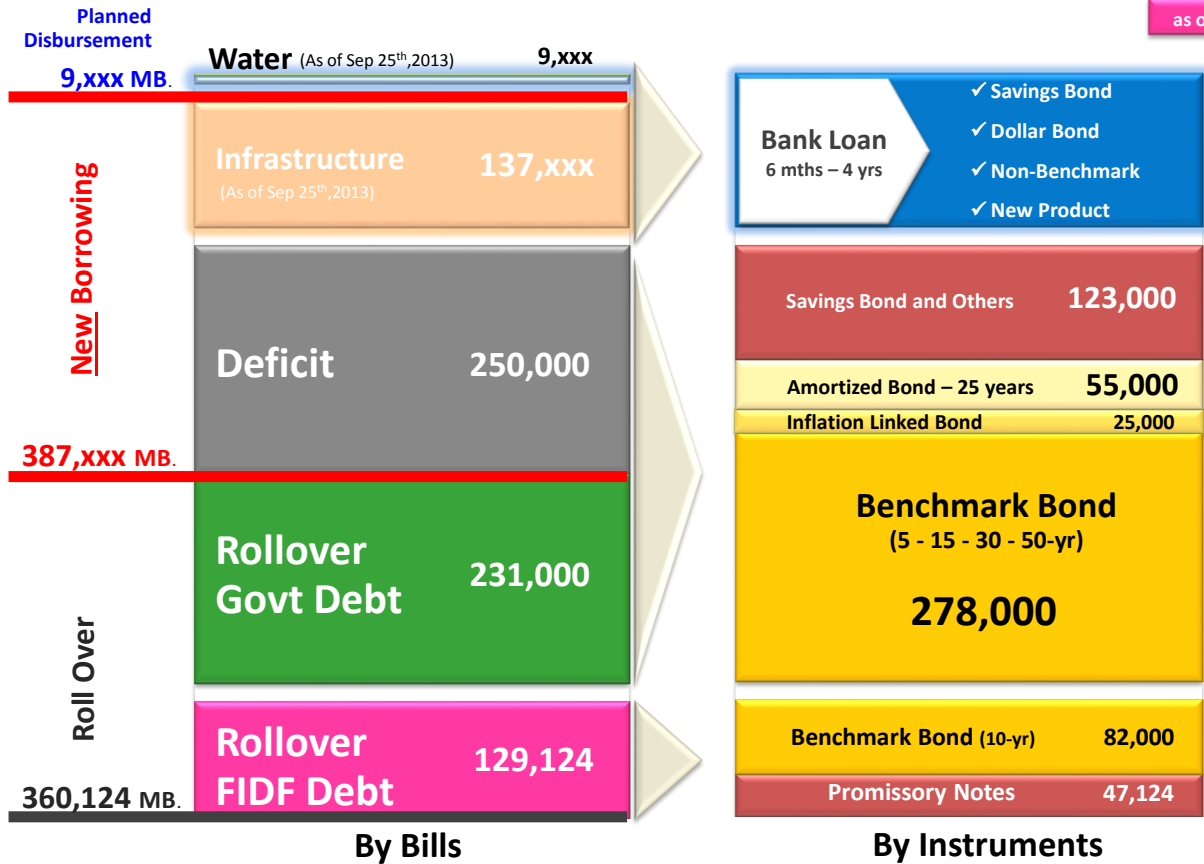 as o
Planned
Disbursement
9,xxx MB.
Water (As of Sep 25th,2013) 9,xxx
Infrastructure 137,xxx
(As of Sep 25th,2013)
New Borrowing
Deficit 250,000
387,xxx MB.
Rollover
Govt Debt 231,000
Roll Over
Rollover
FIDF Debt 129,124
360,124 MB.
By Bills
Bank Loan
6 mths – 4 yrs
✓ Savings Bond
✓ Dollar Bond
✓ Non-Benchmark
✓ New Product
Savings Bond and Others 123,000
Amortized Bond – 25 years 55,000
Inflation Linked Bond 25,000
Benchmark Bond
(5 - 15 - 30 - 50-yr)
278,000
Benchmark Bond (10-yr) 82,000
Promissory Notes 47,124
By Instruments